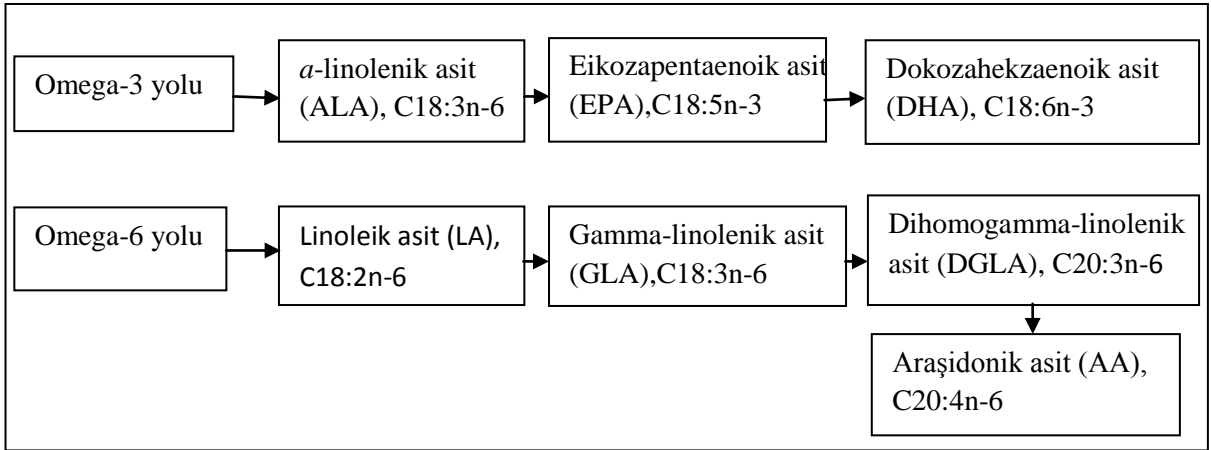 Omega-3 yolu
a-linolenik asit
(ALA), C18:3n-6
Eikozapentaenoik asit
(EPA),C18:5n-3
Dokozahekzaenoik asit
(DHA), C18:6n-3
Omega-6 yolu
Linoleik asit (LA),
C18:2n-6
Gamma-linolenik asit
(GLA),C18:3n-6
Dihomogamma-linolenik
asit (DGLA), C20:3n-6
Araşidonik asit (AA),
C20:4n-6